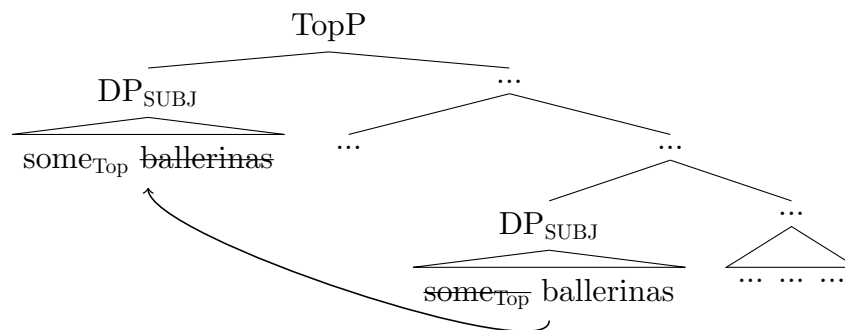 TopP
DP_SUBJ ...
some_Top ~~ballerinas~~ ... ...
DP_SUBJ ...
~~some_Top~~ ballerinas ... ... ...